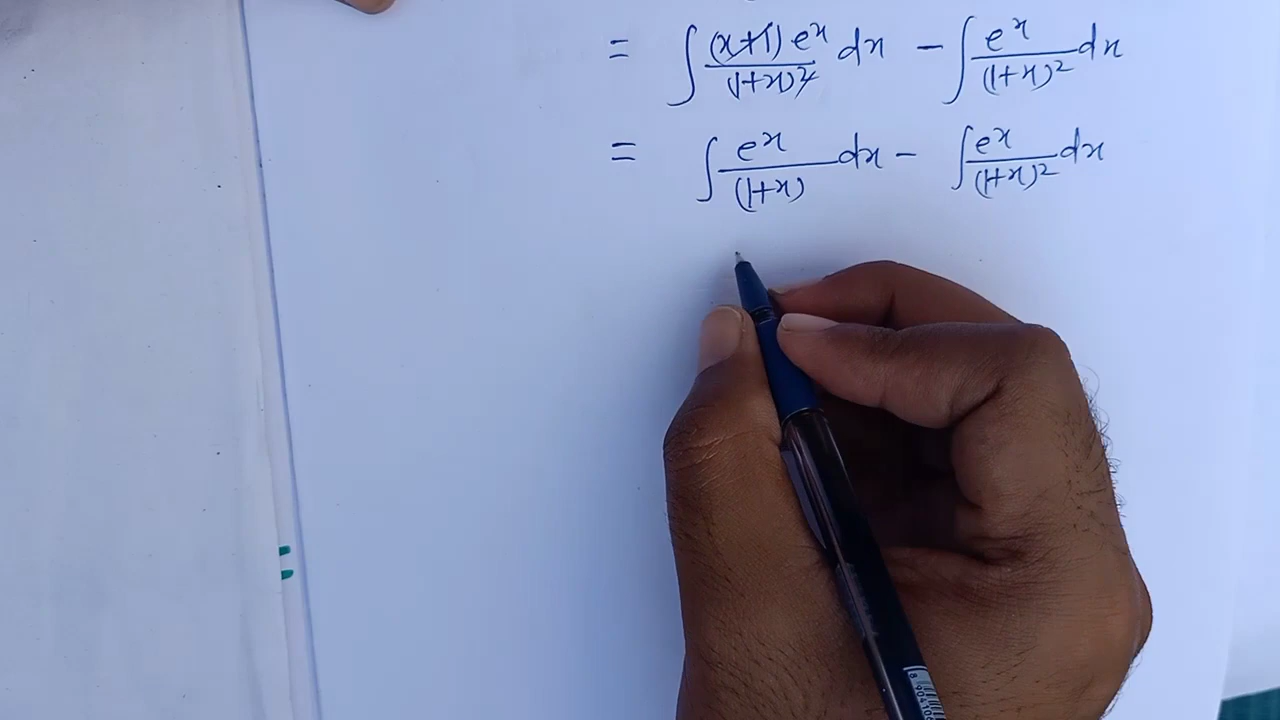 = ∫ (x+1) eˣ / (1+x)² dx − ∫ eˣ / (1+x)² dx
= ∫ eˣ / (1+x) dx − ∫ eˣ / (1+x)² dx
=